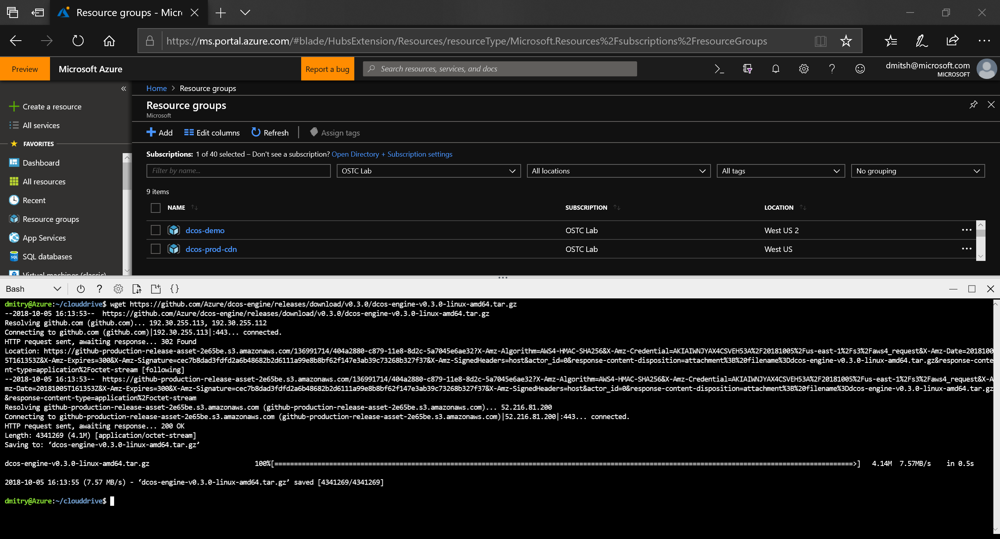 Resource groups - Micr
https://ms.portal.azure.com/#blade/HubsExtension/Resources/resourceType/Microsoft.Resources%2Fsubscriptions%2FresourceGroups
Preview
Microsoft Azure
Report a bug
Search resources, services, and docs
dmitsh@microsoft.com
MICROSOFT
Create a resource
All services
FAVORITES
Dashboard
All resources
Recent
Resource groups
App Services
SQL databases
Virtual machines (classic)
Home > Resource groups
Resource groups
Microsoft
Add
Edit columns
Refresh
Assign tags
Subscriptions: 1 of 40 selected – Don't see a subscription? Open Directory + Subscription settings
Filter by name...
OSTC Lab
All locations
All tags
No grouping
9 items
NAME SUBSCRIPTION LOCATION
dcos-demo OSTC Lab West US 2
dcos-prod-cdn OSTC Lab West US
Bash
dmitry@Azure:~/clouddrive$ wget https://github.com/Azure/dcos-engine/releases/download/v0.3.0/dcos-engine-v0.3.0-linux-amd64.tar.gz
--2018-10-05 16:13:53--  https://github.com/Azure/dcos-engine/releases/download/v0.3.0/dcos-engine-v0.3.0-linux-amd64.tar.gz
Resolving github.com (github.com)... 192.30.255.113, 192.30.255.112
Connecting to github.com (github.com)|192.30.255.113|:443... connected.
HTTP request sent, awaiting response... 302 Found
Location: https://github-production-release-asset-2e65be.s3.amazonaws.com/136991714/404a2880-c879-11e8-8d2c-5a7045e6ae32?X-Amz-Algorithm=AWS4-HMAC-SHA256&X-Amz-Credential=AKIAIWNJYAX4CSVEH53A%2F20181005%2Fus-east-1%2Fs3%2Faws4_request&X-Amz-Date=2018100
5T161353Z&X-Amz-Expires=300&X-Amz-Signature=cec7b8dad3fdfd2a6b48682b2d6111a99e8b8bf62f147e3ab39c73268b327f37&X-Amz-SignedHeaders=host&actor_id=0&response-content-disposition=attachment%3B%20filename%3Ddcos-engine-v0.3.0-linux-amd64.tar.gz&response-conte
nt-type=application%2Foctet-stream [following]
--2018-10-05 16:13:53--  https://github-production-release-asset-2e65be.s3.amazonaws.com/136991714/404a2880-c879-11e8-8d2c-5a7045e6ae32?X-Amz-Algorithm=AWS4-HMAC-SHA256&X-Amz-Credential=AKIAIWNJYAX4CSVEH53A%2F20181005%2Fus-east-1%2Fs3%2Faws4_request&X-A
mz-Date=20181005T161353Z&X-Amz-Expires=300&X-Amz-Signature=cec7b8dad3fdfd2a6b48682b2d6111a99e8b8bf62f147e3ab39c73268b327f37&X-Amz-SignedHeaders=host&actor_id=0&response-content-disposition=attachment%3B%20filename%3Ddcos-engine-v0.3.0-linux-amd64.tar.gz
&response-content-type=application%2Foctet-stream
Resolving github-production-release-asset-2e65be.s3.amazonaws.com (github-production-release-asset-2e65be.s3.amazonaws.com)... 52.216.81.200
Connecting to github-production-release-asset-2e65be.s3.amazonaws.com (github-production-release-asset-2e65be.s3.amazonaws.com)|52.216.81.200|:443... connected.
HTTP request sent, awaiting response... 200 OK
Length: 4341269 (4.1M) [application/octet-stream]
Saving to: ‘dcos-engine-v0.3.0-linux-amd64.tar.gz’
dcos-engine-v0.3.0-linux-amd64.tar.gz 100%[====================>] 4.14M 7.57MB/s in 0.5s
2018-10-05 16:13:55 (7.57 MB/s) - ‘dcos-engine-v0.3.0-linux-amd64.tar.gz’ saved [4341269/4341269]
dmitry@Azure:~/clouddrive$